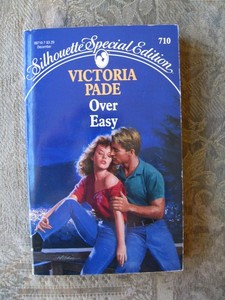 Silhouette Special Edition
710
VICTORIA
PADE
Over
Easy